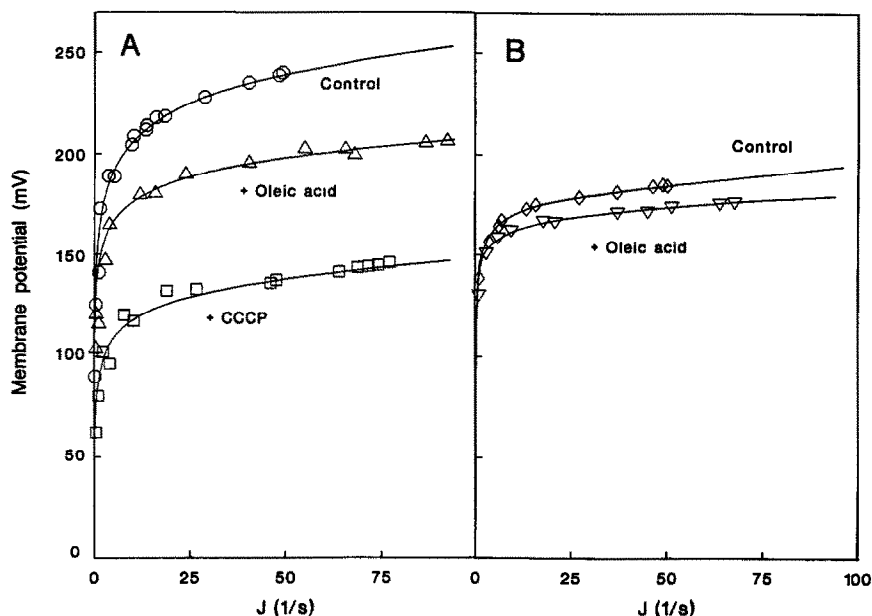 A
B
250
200
150
100
50
0
Membrane potential (mV)
Control
+ Oleic acid
+ CCCP
Control
+ Oleic acid
0
25
50
75
0
25
50
75
100
J (1/s)
J (1/s)